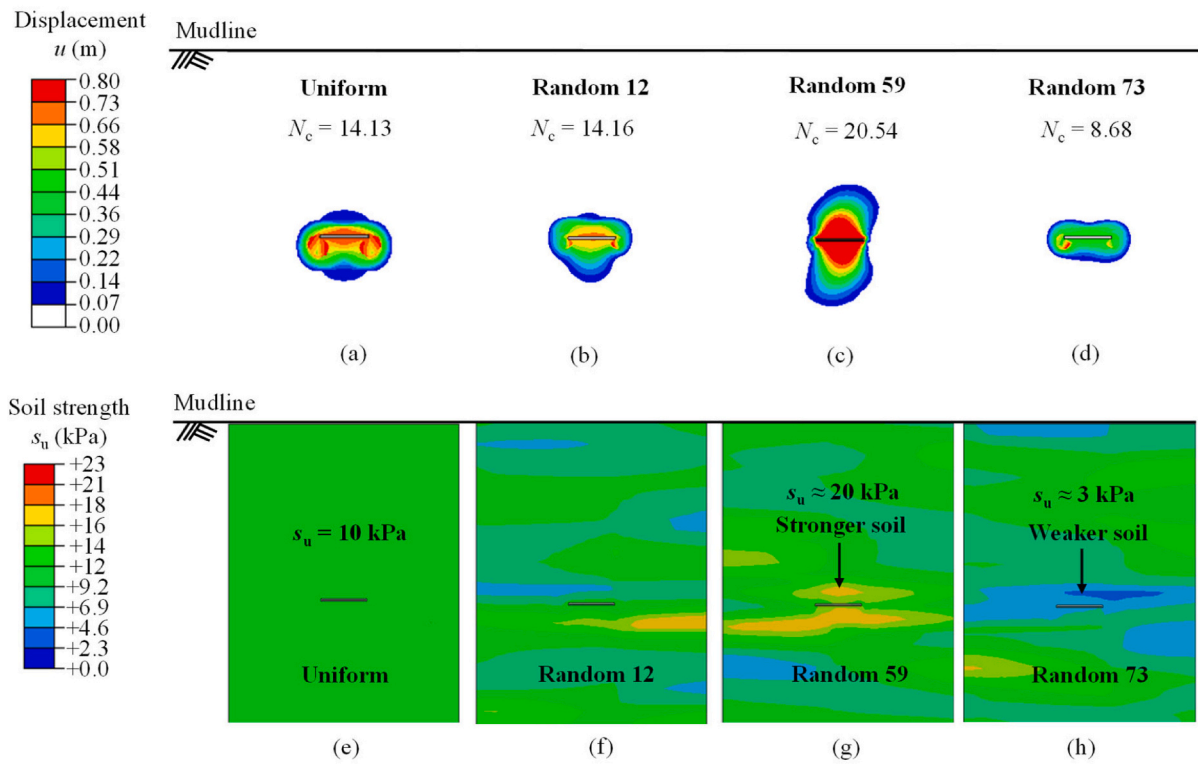 Displacement
u (m)
0.80
0.73
0.66
0.58
0.51
0.44
0.36
0.29
0.22
0.14
0.07
0.00
Mudline
Uniform
Random 12
Random 59
Random 73
Nc = 14.13
Nc = 14.16
Nc = 20.54
Nc = 8.68
(a)
(b)
(c)
(d)
Soil strength
su (kPa)
+23
+21
+18
+16
+14
+12
+9.2
+6.9
+4.6
+2.3
+0.0
Mudline
su = 10 kPa
Uniform
Random 12
su ≈ 20 kPa
Stronger soil
Random 59
su ≈ 3 kPa
Weaker soil
Random 73
(e)
(f)
(g)
(h)